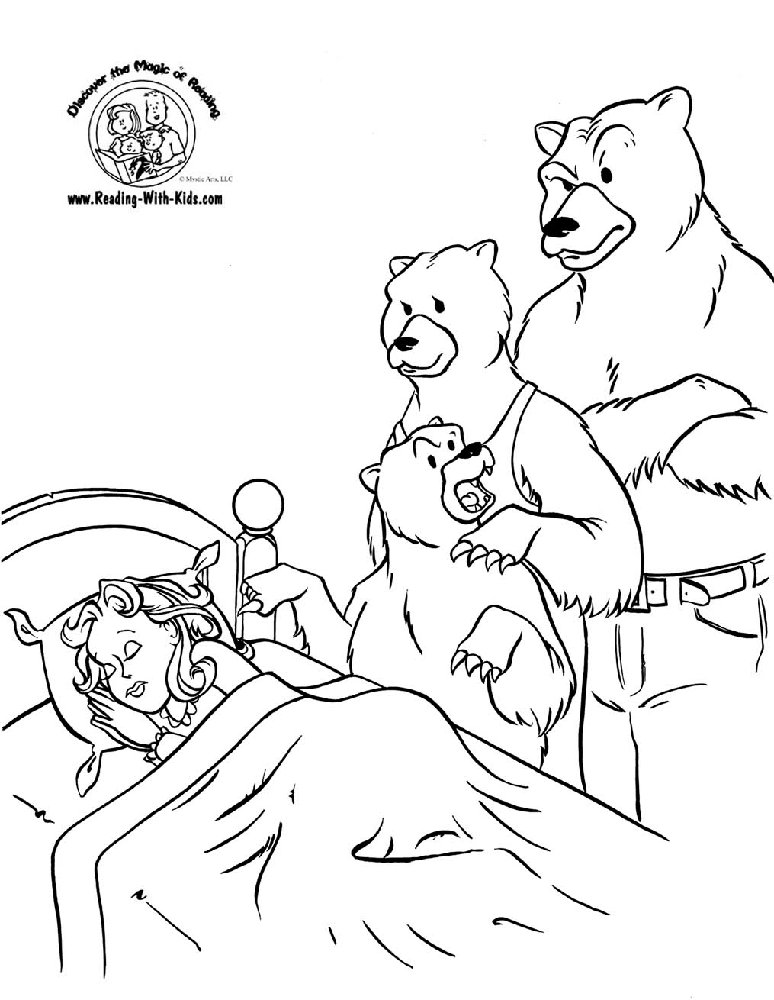 Discover the Magic of Reading
© Mystic Arts, LLC
www.Reading-With-Kids.com